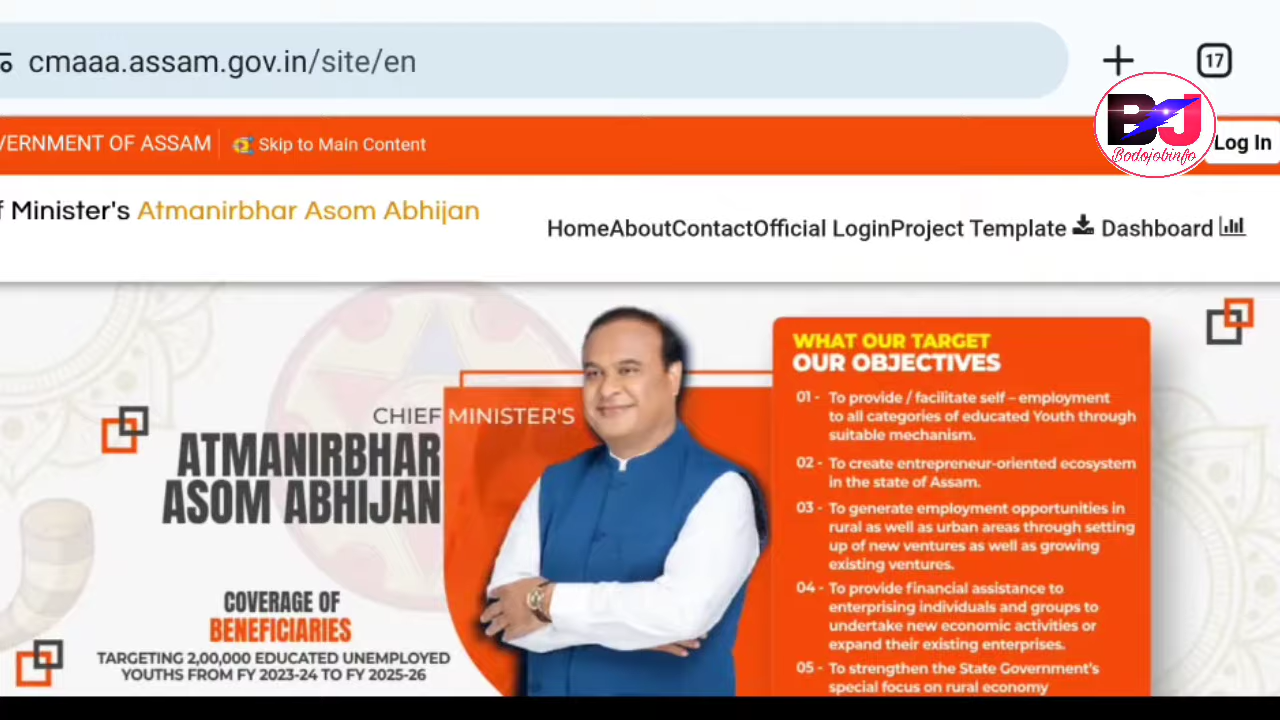 cmaaa.assam.gov.in/site/en
17
BJ
Bodojobinfo
VERNMENT OF ASSAM
Skip to Main Content
Log In
f Minister's Atmanirbhar Asom Abhijan
HomeAboutContactOfficial LoginProject Template Dashboard
CHIEF MINISTER'S
ATMANIRBHAR
ASOM ABHIJAN
COVERAGE OF
BENEFICIARIES
TARGETING 2,00,000 EDUCATED UNEMPLOYED
YOUTHS FROM FY 2023-24 TO FY 2025-26
WHAT OUR TARGET
OUR OBJECTIVES
01 - To provide / facilitate self – employment
to all categories of educated Youth through
suitable mechanism.
02 - To create entrepreneur-oriented ecosystem
in the state of Assam.
03 - To generate employment opportunities in
rural as well as urban areas through setting
up of new ventures as well as growing
existing ventures.
04 - To provide financial assistance to
enterprising individuals and groups to
undertake new economic activities or
expand their existing enterprises.
05 - To strengthen the State Government's
special focus on rural economy